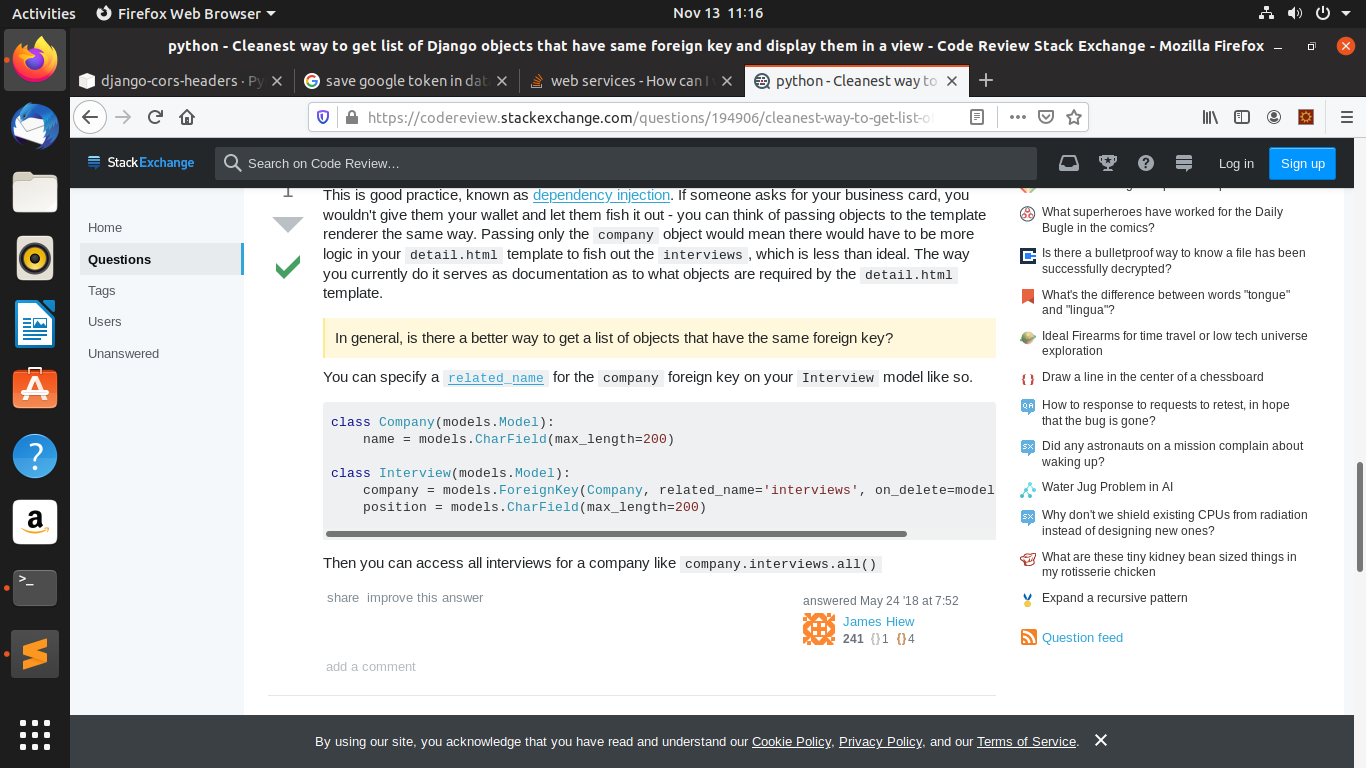 Activities
Firefox Web Browser
Nov 13 11:16
python - Cleanest way to get list of Django objects that have same foreign key and display them in a view - Code Review Stack Exchange - Mozilla Firefox
django-cors-headers · Py
save google token in dat
web services - How can I
python - Cleanest way to
https://codereview.stackexchange.com/questions/194906/cleanest-way-to-get-list-o
StackExchange
Search on Code Review…
Log in
Sign up
Home
Questions
Tags
Users
Unanswered
1
This is good practice, known as dependency injection. If someone asks for your business card, you
wouldn't give them your wallet and let them fish it out - you can think of passing objects to the template
renderer the same way. Passing only the company object would mean there would have to be more
logic in your detail.html template to fish out the interviews, which is less than ideal. The way
you currently do it serves as documentation as to what objects are required by the detail.html
template.
In general, is there a better way to get a list of objects that have the same foreign key?
You can specify a related_name for the company foreign key on your Interview model like so.
class Company(models.Model):
    name = models.CharField(max_length=200)
class Interview(models.Model):
    company = models.ForeignKey(Company, related_name='interviews', on_delete=model
    position = models.CharField(max_length=200)
Then you can access all interviews for a company like company.interviews.all()
share improve this answer
answered May 24 '18 at 7:52
James Hiew
241 {}1 {}4
add a comment
What superheroes have worked for the Daily
Bugle in the comics?
Is there a bulletproof way to know a file has been
successfully decrypted?
What's the difference between words "tongue"
and "lingua"?
Ideal Firearms for time travel or low tech universe
exploration
Draw a line in the center of a chessboard
QA
How to response to requests to retest, in hope
that the bug is gone?
SX
Did any astronauts on a mission complain about
waking up?
Water Jug Problem in AI
SX
Why don't we shield existing CPUs from radiation
instead of designing new ones?
What are these tiny kidney bean sized things in
my rotisserie chicken
Expand a recursive pattern
Question feed
By using our site, you acknowledge that you have read and understand our Cookie Policy, Privacy Policy, and our Terms of Service.